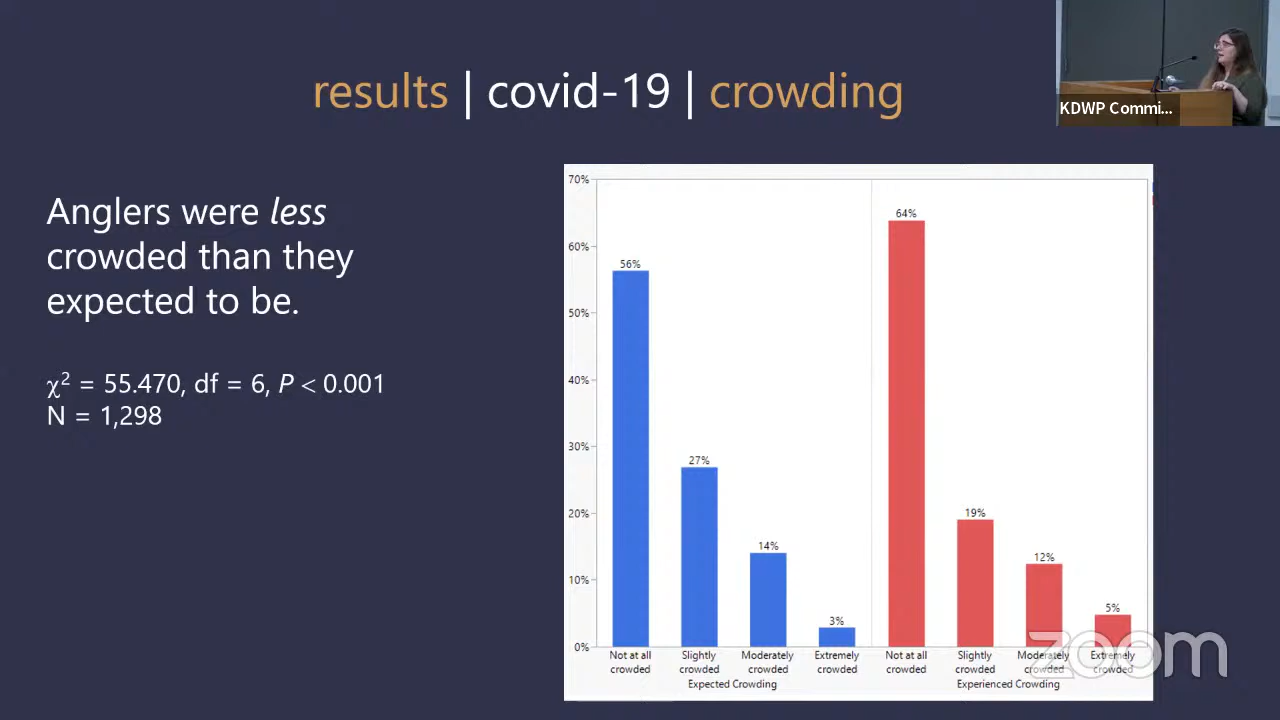 results | covid-19 | crowding
KDWP Commi...
Anglers were less
crowded than they
expected to be.
χ² = 55.470, df = 6, P < 0.001
N = 1,298
70%
60%
50%
40%
30%
20%
10%
0%
56%
27%
14%
3%
64%
19%
12%
5%
Not at all crowded
Slightly crowded
Moderately crowded
Extremely crowded
Expected Crowding
Not at all crowded
Slightly crowded
Moderately crowded
Extremely crowded
Experienced Crowding
zoom